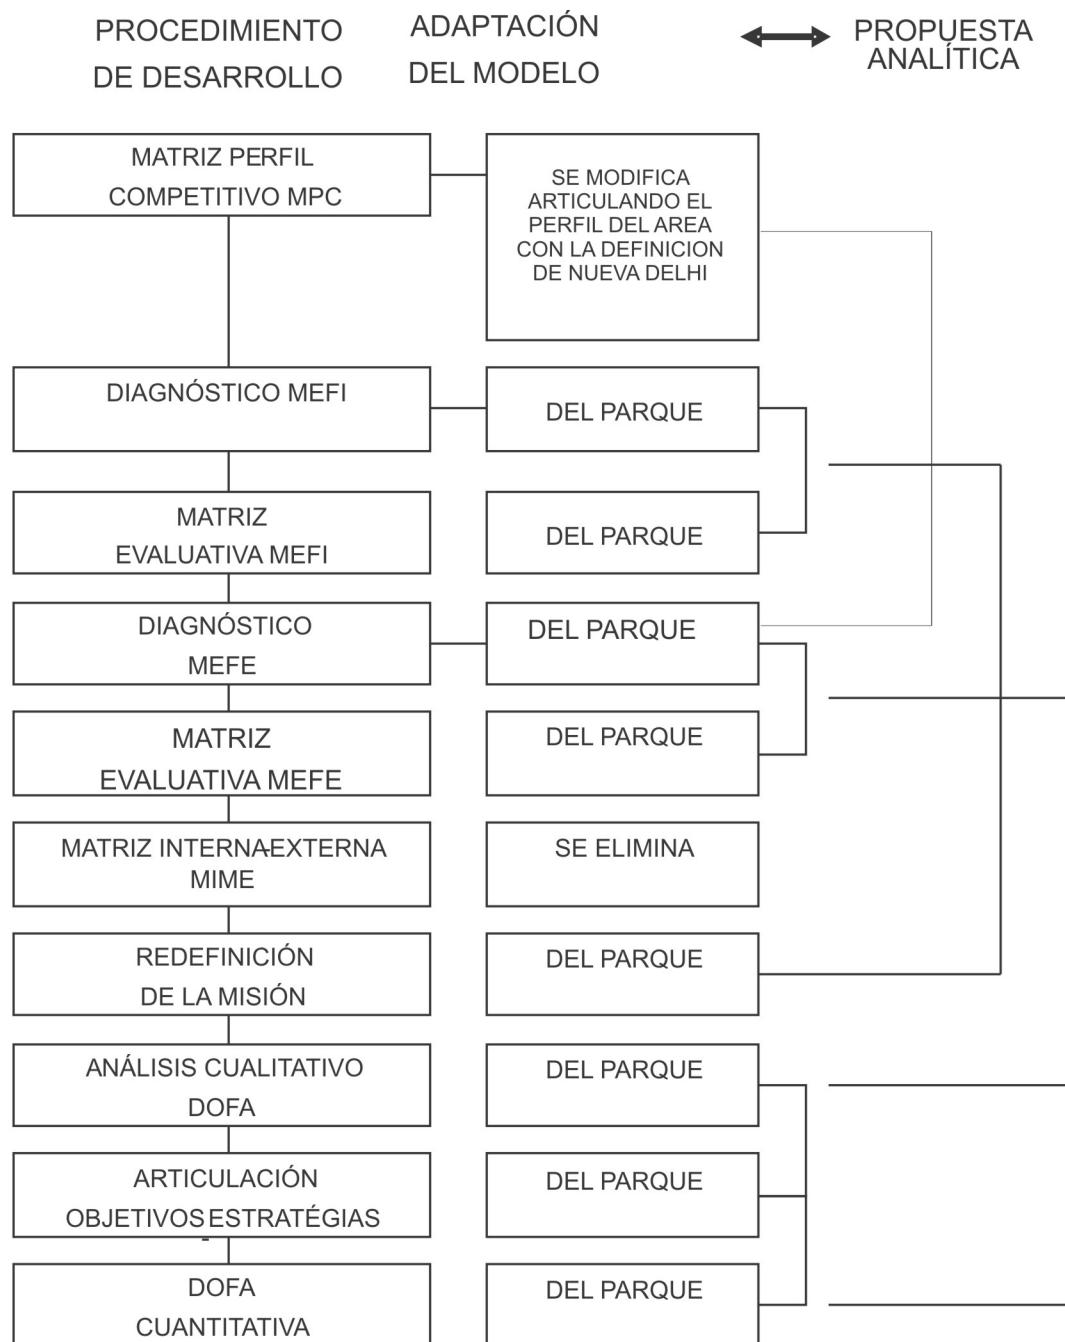 PROCEDIMIENTO
DE DESARROLLO
ADAPTACIÓN
DEL MODELO
PROPUESTA
ANALÍTICA
MATRIZ PERFIL
COMPETITIVO MPC
SE MODIFICA
ARTICULANDO EL
PERFIL DEL AREA
CON LA DEFINICION
DE NUEVA DELHI
DIAGNÓSTICO MEFI
DEL PARQUE
MATRIZ
EVALUATIVA MEFI
DEL PARQUE
DIAGNÓSTICO
MEFE
DEL PARQUE
MATRIZ
EVALUATIVA MEFE
DEL PARQUE
MATRIZ INTERNA-EXTERNA
MIME
SE ELIMINA
REDEFINICIÓN
DE LA MISIÓN
DEL PARQUE
ANÁLISIS CUALITATIVO
DOFA
DEL PARQUE
ARTICULACIÓN
OBJETIVOS ESTRATÉGIAS
DEL PARQUE
DOFA
CUANTITATIVA
DEL PARQUE